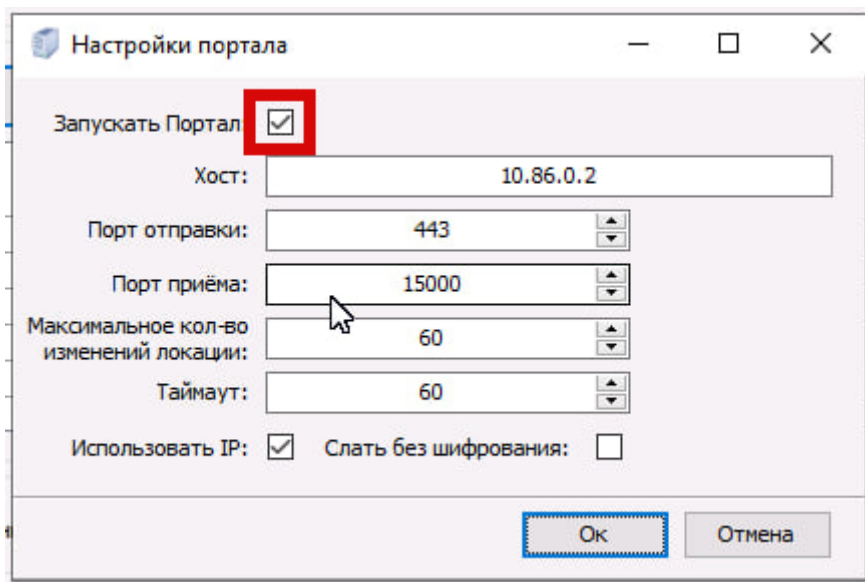 Настройки портала
Запускать Портал:
Хост: 10.86.0.2
Порт отправки: 443
Порт приёма: 15000
Максимальное кол-во
изменений локации: 60
Таймаут: 60
Использовать IP: Слать без шифрования:
Ок Отмена